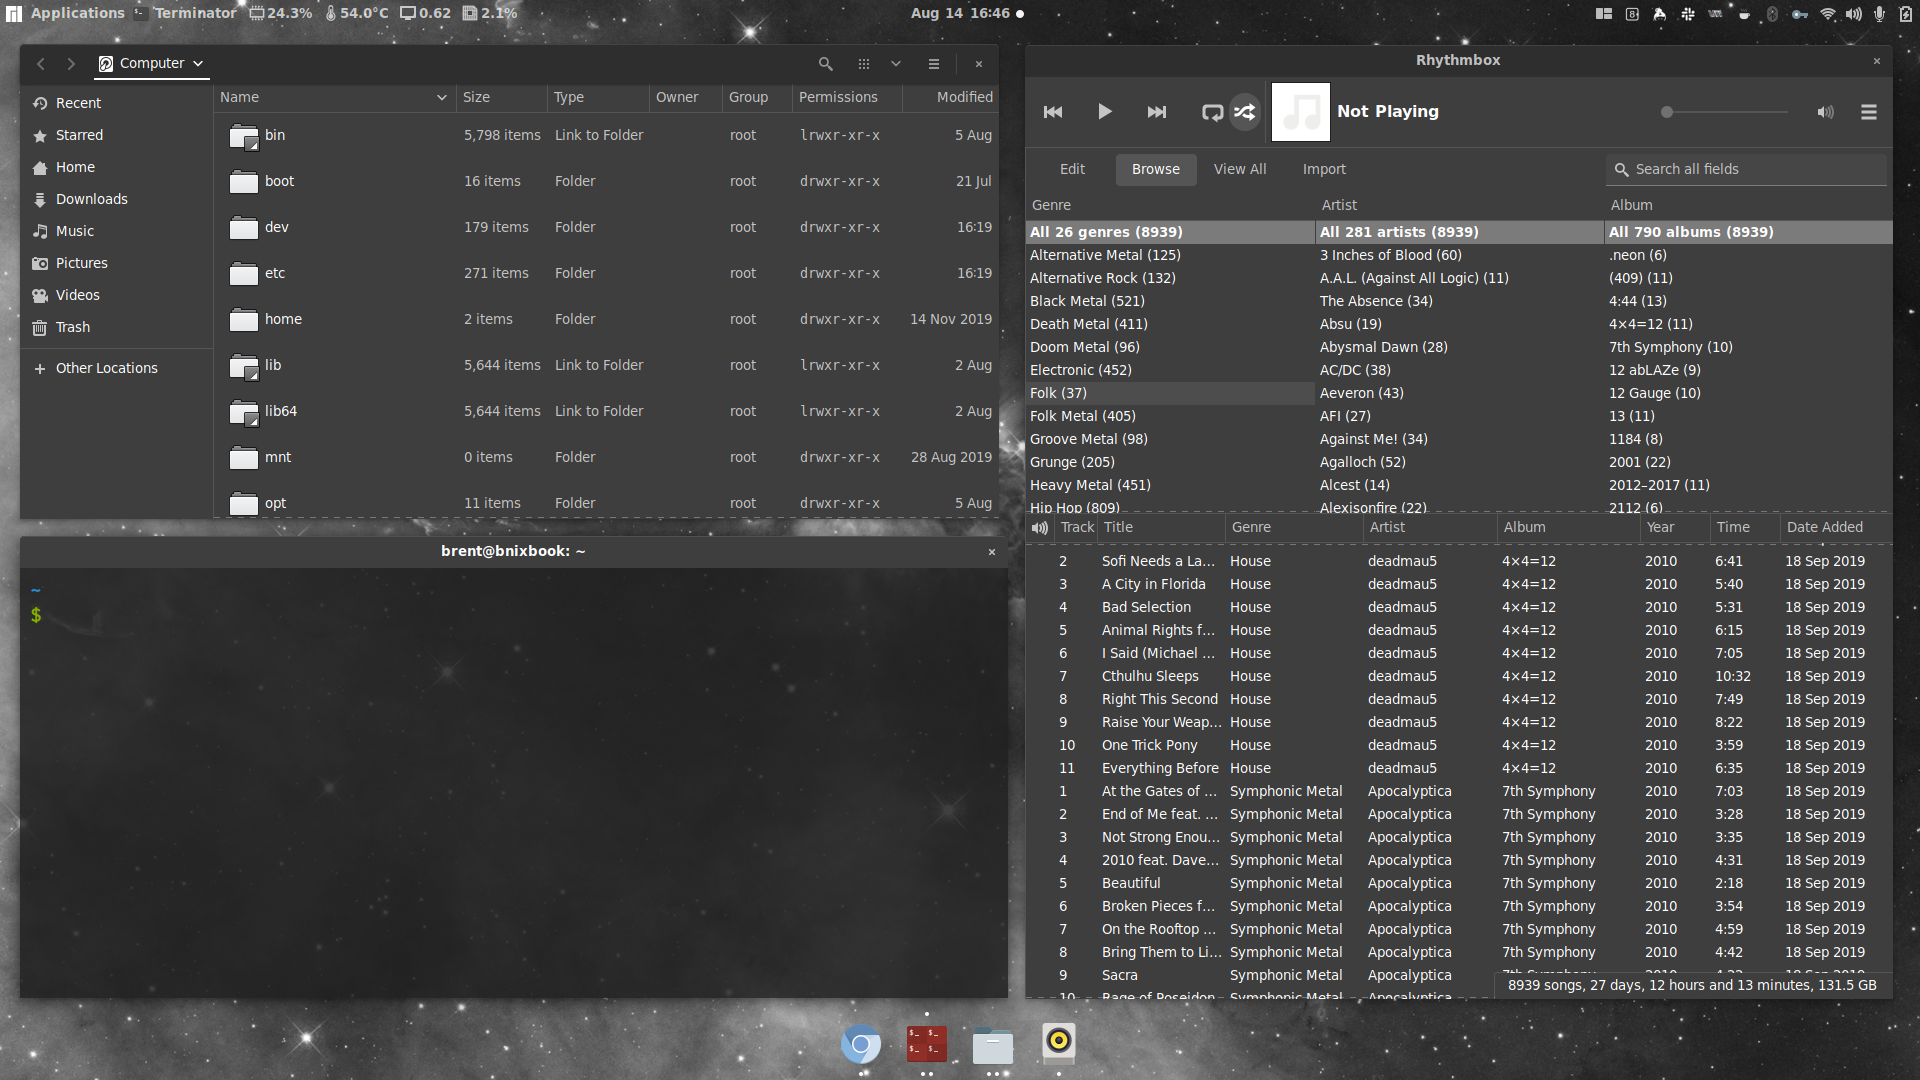 Applications Terminator 24.3% 54.0°C 0.62 2.1% Aug 14 16:46
Computer
Recent
Starred
Home
Downloads
Music
Pictures
Videos
Trash
Other Locations
Name Size Type Owner Group Permissions Modified
bin 5,798 items Link to Folder root lrwxr-xr-x 5 Aug
boot 16 items Folder root drwxr-xr-x 21 Jul
dev 179 items Folder root drwxr-xr-x 16:19
etc 271 items Folder root drwxr-xr-x 16:19
home 2 items Folder root drwxr-xr-x 14 Nov 2019
lib 5,644 items Link to Folder root lrwxr-xr-x 2 Aug
lib64 5,644 items Link to Folder root lrwxr-xr-x 2 Aug
mnt 0 items Folder root drwxr-xr-x 28 Aug 2019
opt 11 items Folder root drwxr-xr-x 5 Aug
brent@bnixbook: ~
~
$
Rhythmbox
Not Playing
Edit Browse View All Import Search all fields
Genre Artist Album
All 26 genres (8939) All 281 artists (8939) All 790 albums (8939)
Alternative Metal (125) 3 Inches of Blood (60) .neon (6)
Alternative Rock (132) A.A.L. (Against All Logic) (11) (409) (11)
Black Metal (521) The Absence (34) 4:44 (13)
Death Metal (411) Absu (19) 4×4=12 (11)
Doom Metal (96) Abysmal Dawn (28) 7th Symphony (10)
Electronic (452) AC/DC (38) 12 abLAZe (9)
Folk (37) Aeveron (43) 12 Gauge (10)
Folk Metal (405) AFI (27) 13 (11)
Groove Metal (98) Against Me! (34) 1184 (8)
Grunge (205) Agalloch (52) 2001 (22)
Heavy Metal (451) Alcest (14) 2012–2017 (11)
Hip Hop (809) Alexisonfire (22) 2112 (6)
Track Title Genre Artist Album Year Time Date Added
2 Sofi Needs a La... House deadmau5 4×4=12 2010 6:41 18 Sep 2019
3 A City in Florida House deadmau5 4×4=12 2010 5:40 18 Sep 2019
4 Bad Selection House deadmau5 4×4=12 2010 5:31 18 Sep 2019
5 Animal Rights f... House deadmau5 4×4=12 2010 6:15 18 Sep 2019
6 I Said (Michael ... House deadmau5 4×4=12 2010 7:05 18 Sep 2019
7 Cthulhu Sleeps House deadmau5 4×4=12 2010 10:32 18 Sep 2019
8 Right This Second House deadmau5 4×4=12 2010 7:49 18 Sep 2019
9 Raise Your Weap... House deadmau5 4×4=12 2010 8:22 18 Sep 2019
10 One Trick Pony House deadmau5 4×4=12 2010 3:59 18 Sep 2019
11 Everything Before House deadmau5 4×4=12 2010 6:35 18 Sep 2019
1 At the Gates of ... Symphonic Metal Apocalyptica 7th Symphony 2010 7:03 18 Sep 2019
2 End of Me feat. ... Symphonic Metal Apocalyptica 7th Symphony 2010 3:28 18 Sep 2019
3 Not Strong Enou... Symphonic Metal Apocalyptica 7th Symphony 2010 3:35 18 Sep 2019
4 2010 feat. Dave... Symphonic Metal Apocalyptica 7th Symphony 2010 4:31 18 Sep 2019
5 Beautiful Symphonic Metal Apocalyptica 7th Symphony 2010 2:18 18 Sep 2019
6 Broken Pieces f... Symphonic Metal Apocalyptica 7th Symphony 2010 3:54 18 Sep 2019
7 On the Rooftop ... Symphonic Metal Apocalyptica 7th Symphony 2010 4:59 18 Sep 2019
8 Bring Them to Li... Symphonic Metal Apocalyptica 7th Symphony 2010 4:42 18 Sep 2019
9 Sacra Symphonic Metal Apocalyptica
10 Rage of Poseidon Symphonic Metal Apocalyptica
8939 songs, 27 days, 12 hours and 13 minutes, 131.5 GB